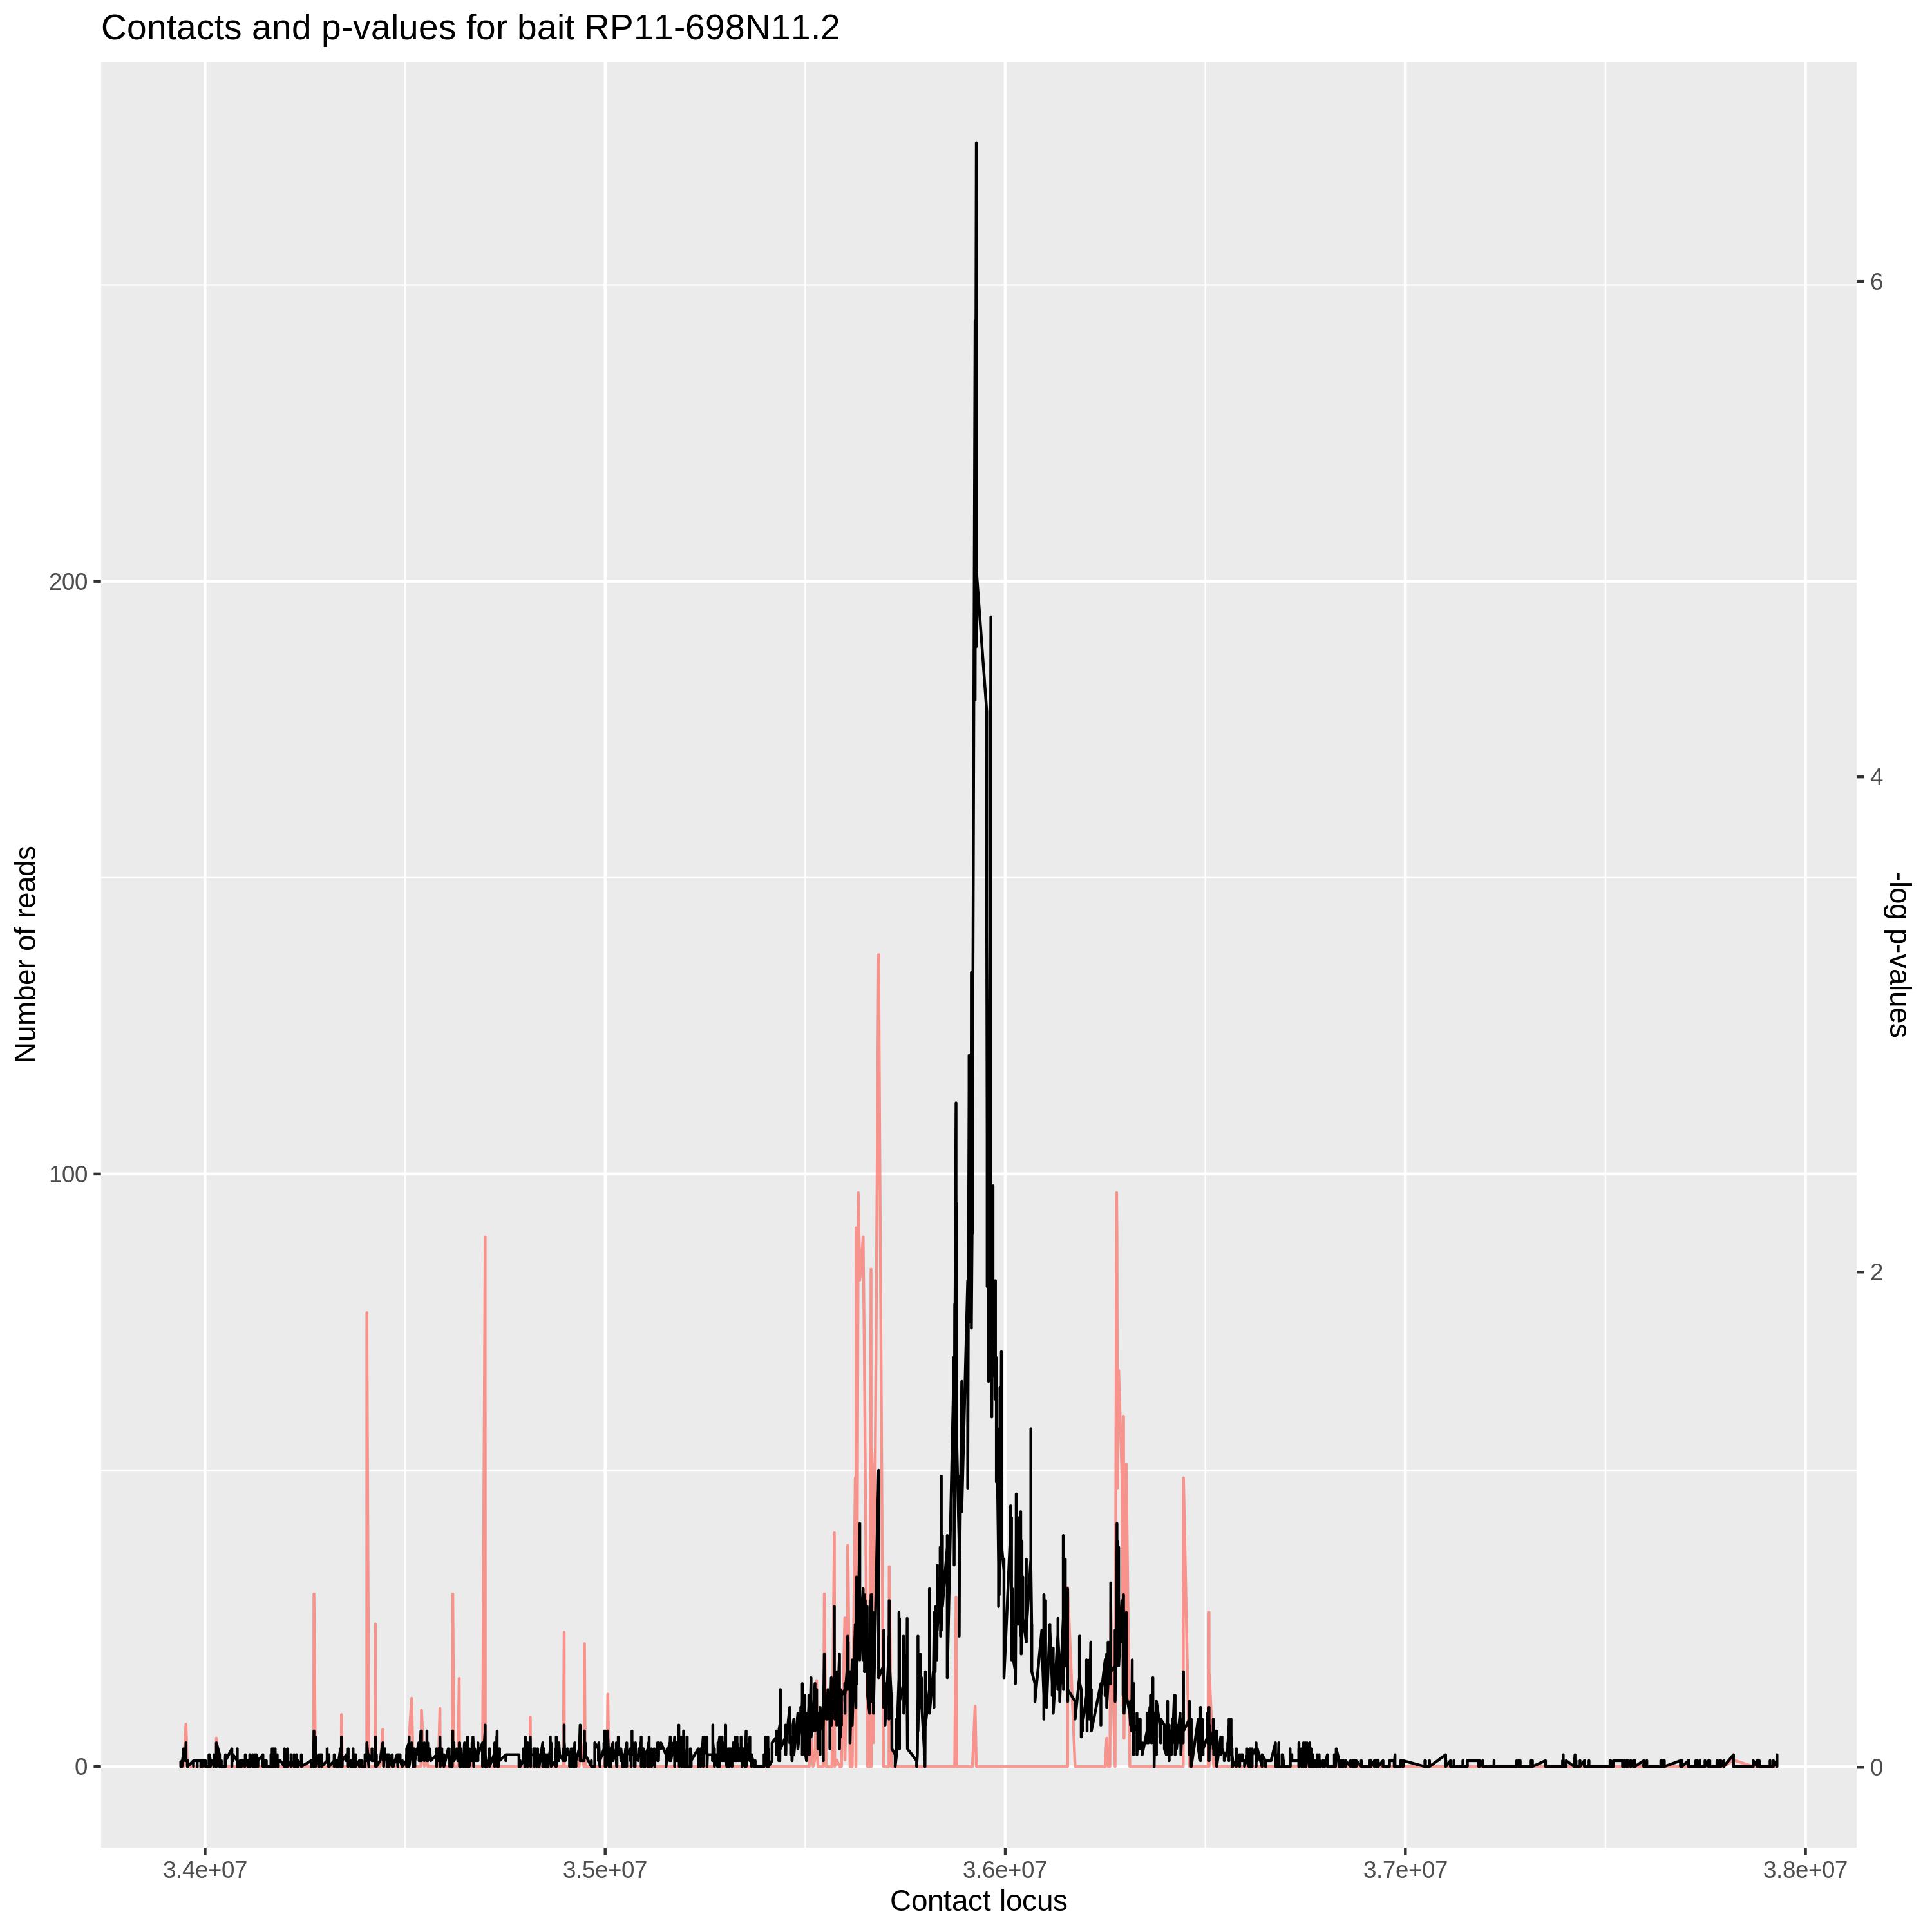 Contacts and p-values for bait RP11-698N11.2
Number of reads
200
100
0
6
4
2
0
-log p-values
3.4e+07
3.5e+07
3.6e+07
3.7e+07
3.8e+07
Contact locus